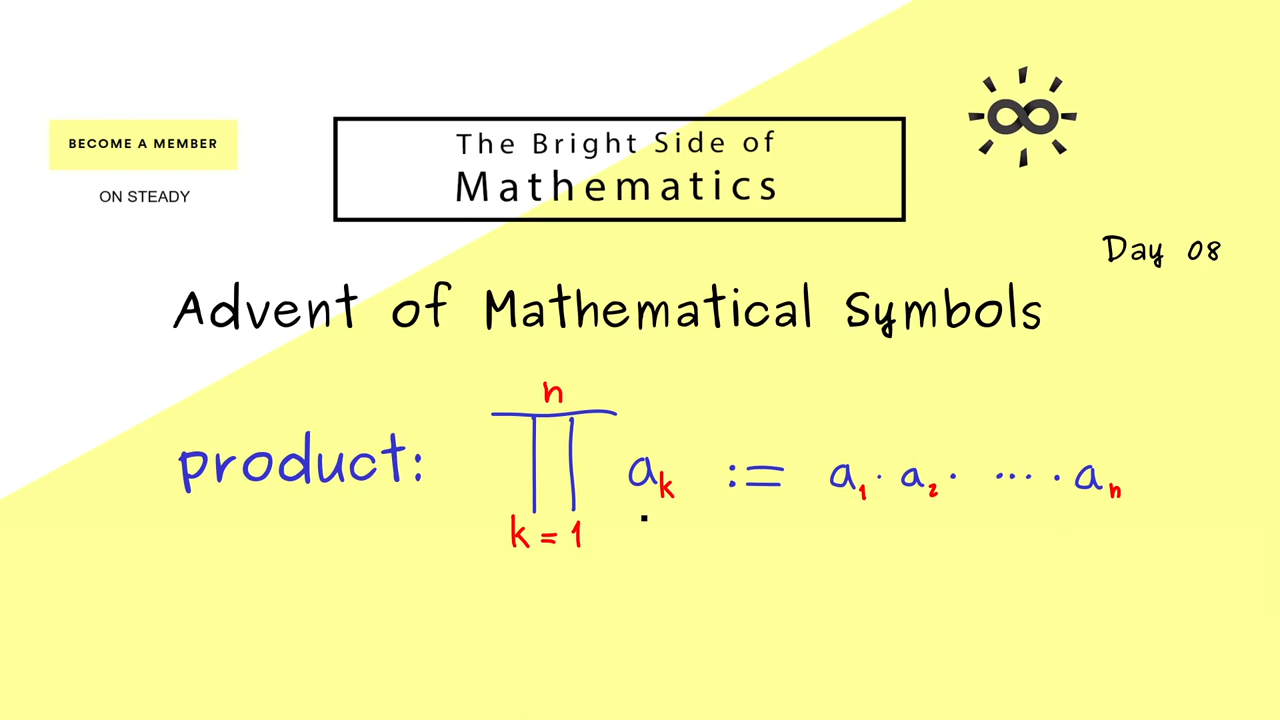 BECOME A MEMBER
ON STEADY
The Bright Side of
Mathematics
Day 08
Advent of Mathematical Symbols
product: n ∏ k = 1 a_k := a_1 · a_2 · ... · a_n